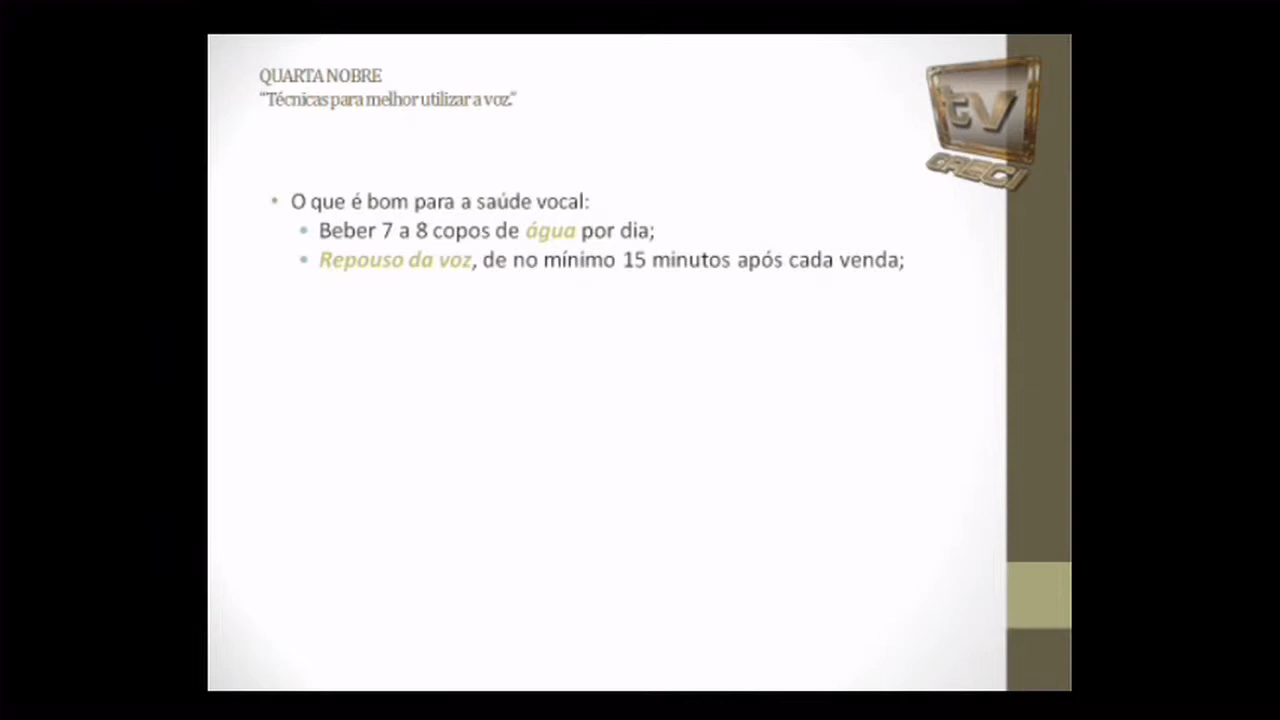 QUARTA NOBRE
“Técnicas para melhor utilizar a voz.”
tv
CRECI
• O que é bom para a saúde vocal:
• Beber 7 a 8 copos de água por dia;
• Repouso da voz, de no mínimo 15 minutos após cada venda;